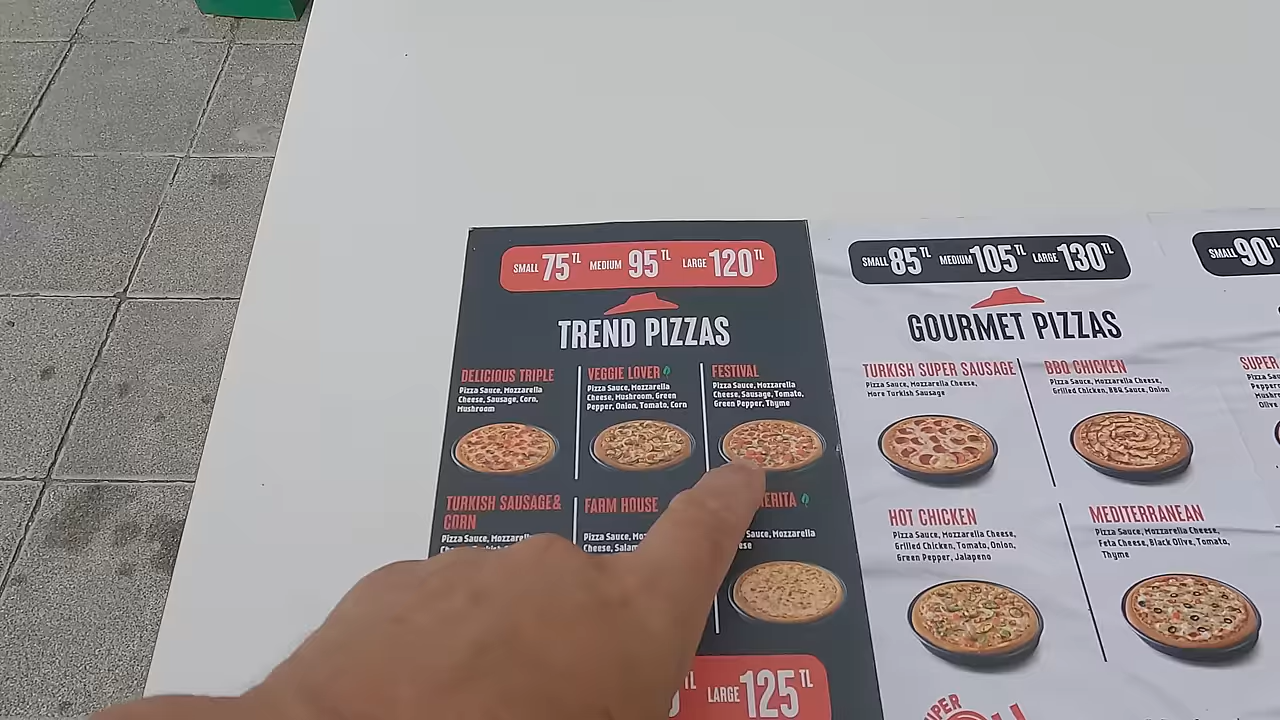 SMALL 75 TL MEDIUM 95 TL LARGE 120 TL
TREND PIZZAS
DELICIOUS TRIPLE
Pizza Sauce, Mozzarella
Cheese, Sausage, Corn,
Mushroom
VEGGIE LOVER
Pizza Sauce, Mozzarella
Cheese, Mushroom, Green
Pepper, Onion, Tomato, Corn
FESTIVAL
Pizza Sauce, Mozzarella
Cheese, Sausage, Tomato,
Green Pepper, Thyme
TURKISH SAUSAGE&
CORN
Pizza Sauce, Mozzarella
FARM HOUSE
Pizza Sauce,
Cheese,
Sauce, Mozzarella
LARGE 125 TL
SMALL 85 TL MEDIUM 105 TL LARGE 130 TL
GOURMET PIZZAS
TURKISH SUPER SAUSAGE
Pizza Sauce, Mozzarella Cheese,
More Turkish Sausage
BBQ CHICKEN
Pizza Sauce, Mozzarella Cheese,
Grilled Chicken, BBQ Sauce, Onion
HOT CHICKEN
Pizza Sauce, Mozzarella Cheese,
Grilled Chicken, Tomato, Onion,
Green Pepper, Jalapeno
MEDITERRANEAN
Pizza Sauce, Mozzarella Cheese,
Feta Cheese, Black Olive, Tomato,
Thyme
SMALL 90 TL
SUPER